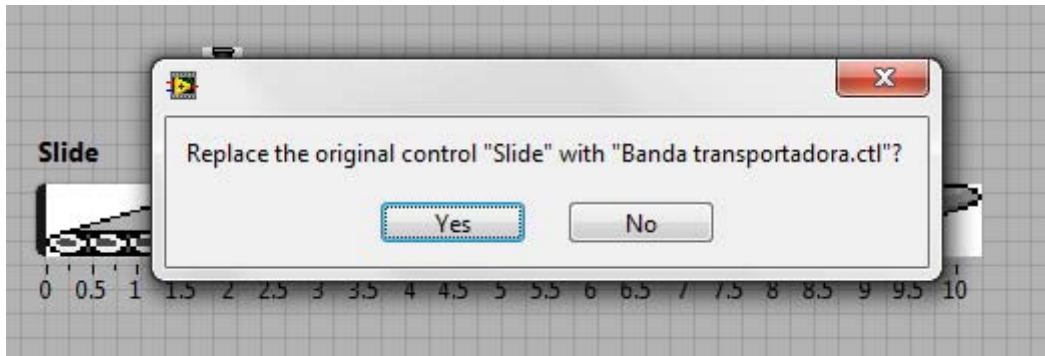 Replace the original control "Slide" with "Banda transportadora.ctl"?
Yes No
Slide
0 0.5 1 1.5 2 2.5 3 3.5 4 4.5 5 5.5 6 6.5 7 7.5 8 8.5 9 9.5 10